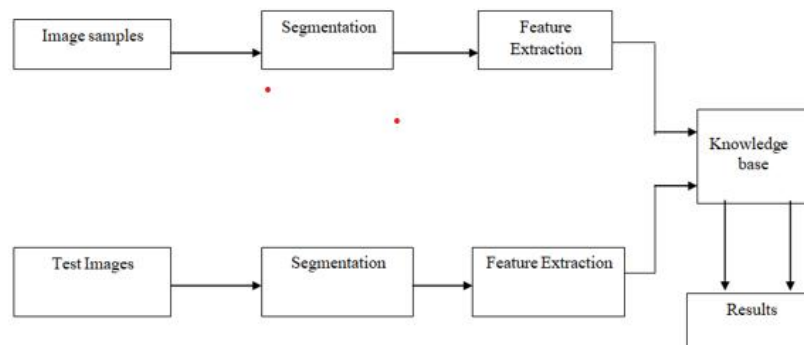 Image samples
Segmentation
Feature
Extraction
Knowledge
base
Test Images
Segmentation
Feature Extraction
Results